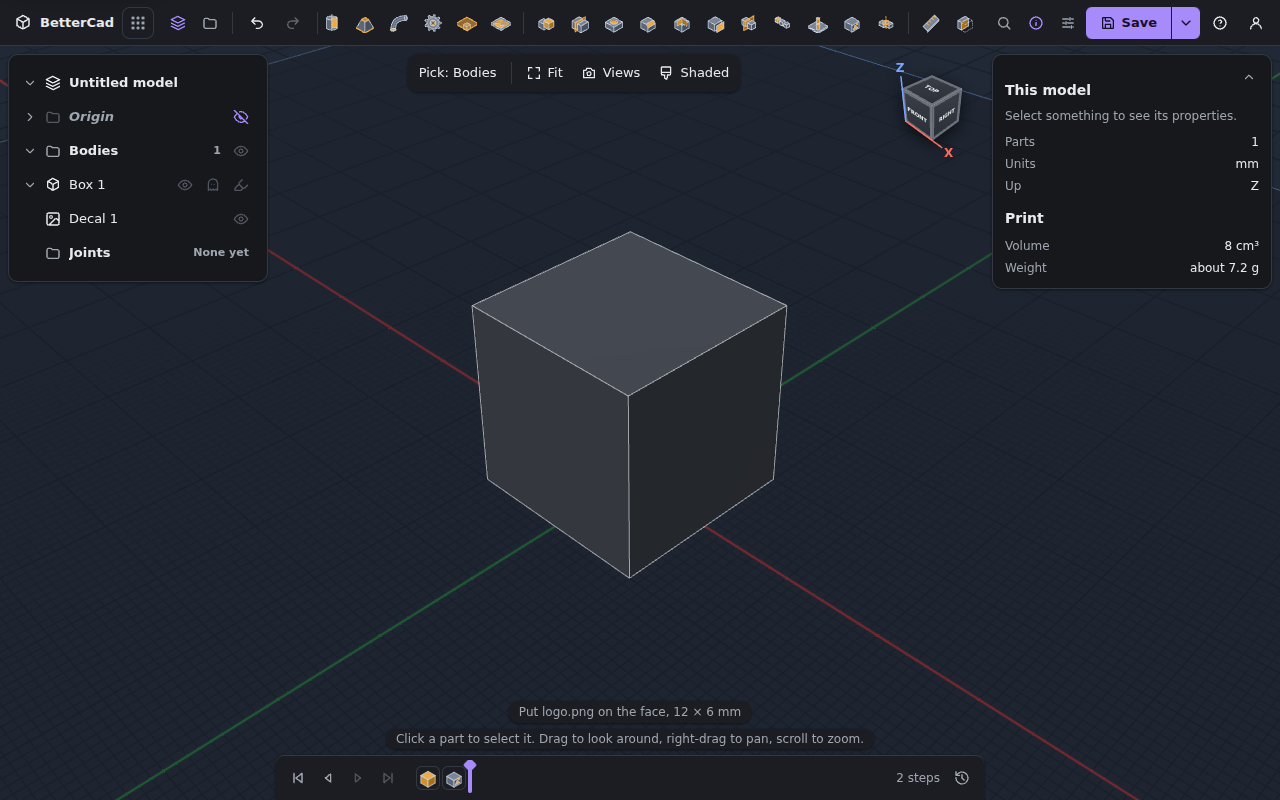 BetterCad
Save
Untitled model
Origin
Bodies 1
Box 1
Decal 1
Joints None yet
Pick: Bodies Fit Views Shaded
Z
TOP
FRONT RIGHT
X
This model
Select something to see its properties.
Parts 1
Units mm
Up Z
Print
Volume 8 cm³
Weight about 7.2 g
Put logo.png on the face, 12 × 6 mm
Click a part to select it. Drag to look around, right-drag to pan, scroll to zoom.
2 steps